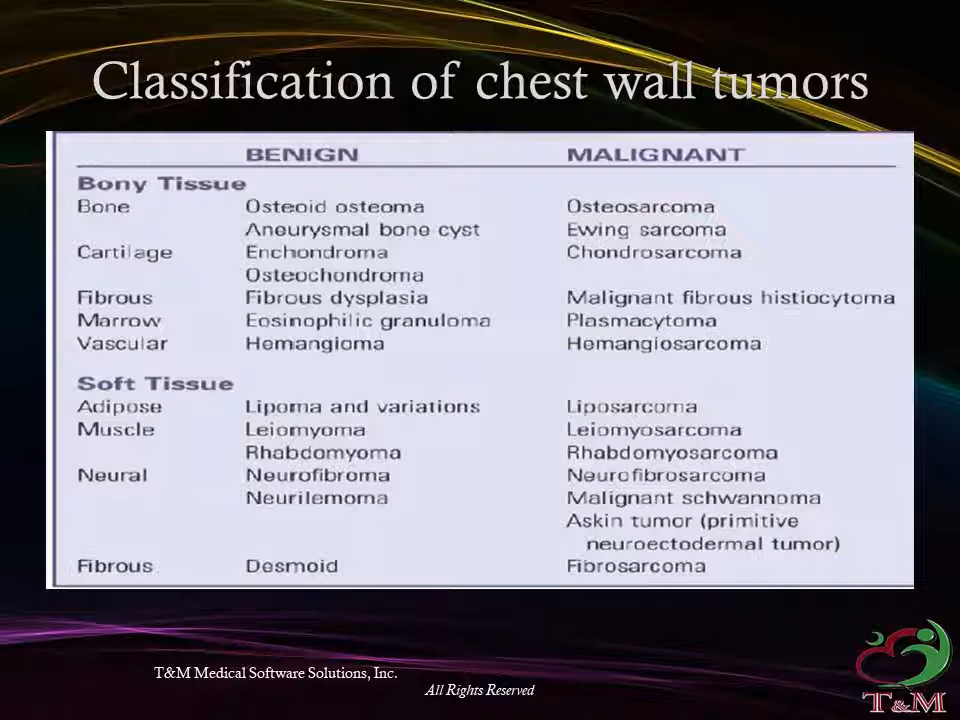 Classification of chest wall tumors
BENIGN MALIGNANT
Bony Tissue
Bone Osteoid osteoma Osteosarcoma
Aneurysmal bone cyst Ewing sarcoma
Cartilage Enchondroma Chondrosarcoma
Osteochondroma
Fibrous Fibrous dysplasia Malignant fibrous histiocytoma
Marrow Eosinophilic granuloma Plasmacytoma
Vascular Hemangioma Hemangiosarcoma
Soft Tissue
Adipose Lipoma and variations Liposarcoma
Muscle Leiomyoma Leiomyosarcoma
Rhabdomyoma Rhabdomyosarcoma
Neural Neurofibroma Neurofibrosarcoma
Neurilemoma Malignant schwannoma
Askin tumor (primitive
neuroectodermal tumor)
Fibrous Desmoid Fibrosarcoma
T&M Medical Software Solutions, Inc.
All Rights Reserved
T&M